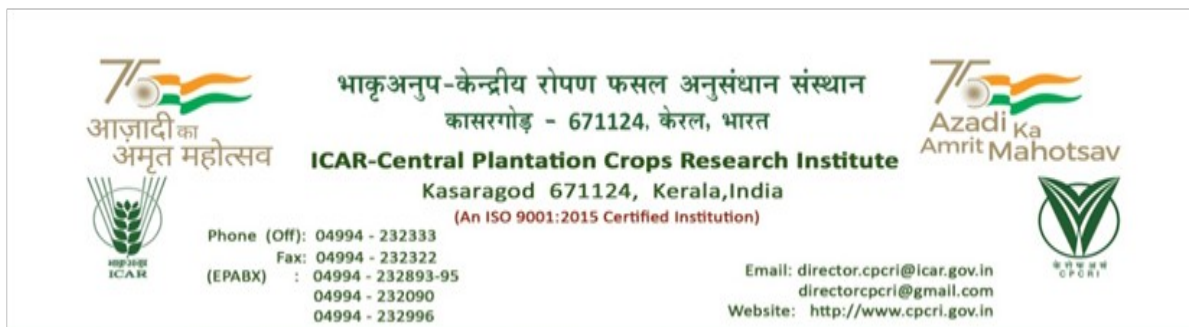 आज़ादी का
अमृत महोत्सव
भाकृअनुप-केन्द्रीय रोपण फसल अनुसंधान संस्थान
कासरगोड़ - 671124, केरल, भारत
ICAR-Central Plantation Crops Research Institute
Kasaragod 671124, Kerala,India
(An ISO 9001:2015 Certified Institution)
Azadi Ka
Amrit Mahotsav
भाकृअनुप
ICAR
Phone (Off): 04994 - 232333
Fax: 04994 - 232322
(EPABX) : 04994 - 232893-95
04994 - 232090
04994 - 232996
Email: director.cpcri@icar.gov.in
directorcpcri@gmail.com
Website: http://www.cpcri.gov.in
CPCRI